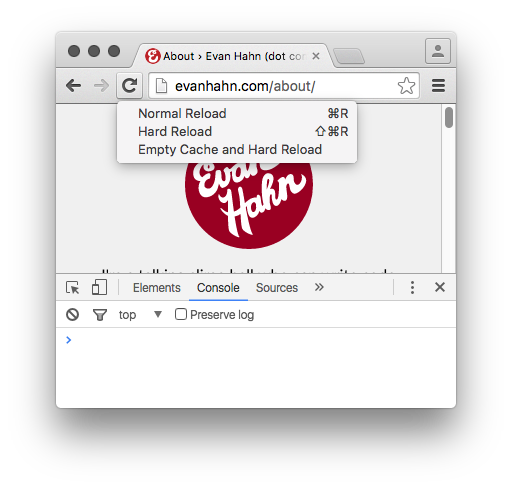 About › Evan Hahn (dot co
evanhahn.com/about/
Normal Reload ⌘R
Hard Reload ⇧⌘R
Empty Cache and Hard Reload
Evan
Hahn
Elements Console Sources »
top ▼ Preserve log
>